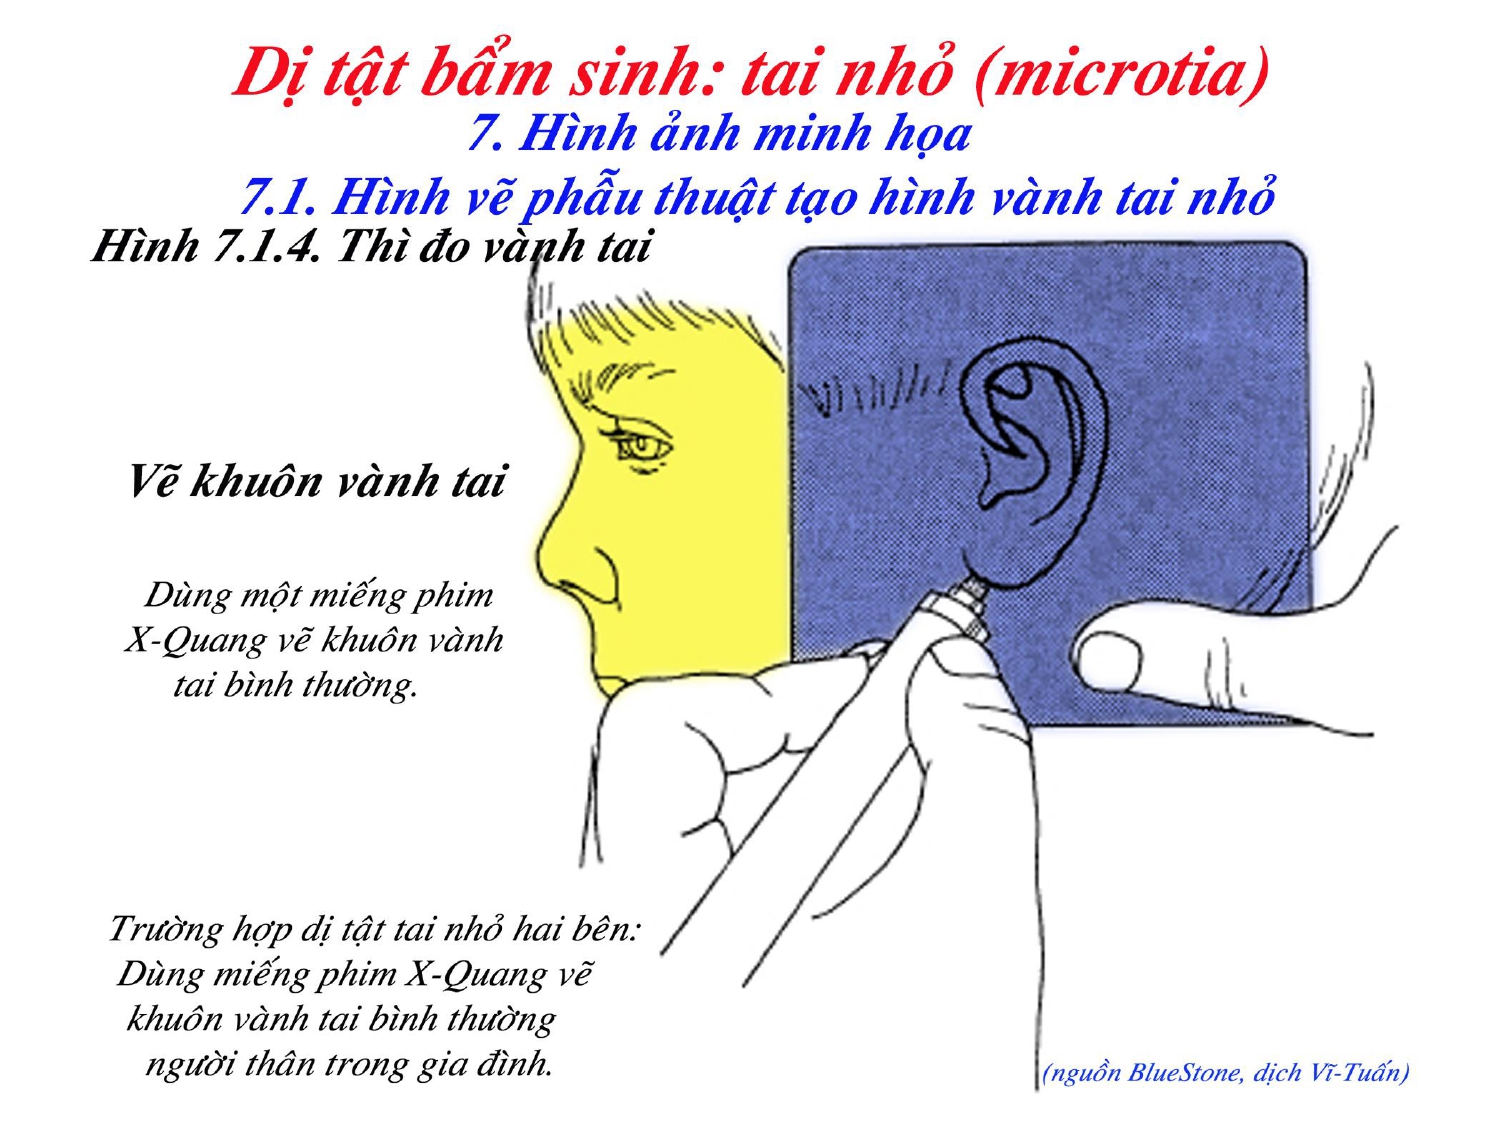 Dị tật bẩm sinh: tai nhỏ (microtia)
7. Hình ảnh minh họa
7.1. Hình vẽ phẫu thuật tạo hình vành tai nhỏ
Hình 7.1.4. Thì đo vành tai
Vẽ khuôn vành tai
Dùng một miếng phim
X-Quang vẽ khuôn vành
tai bình thường.
Trường hợp dị tật tai nhỏ hai bên:
Dùng miếng phim X-Quang vẽ
khuôn vành tai bình thường
người thân trong gia đình.
(nguồn BlueStone, dịch Vĩ-Tuấn)